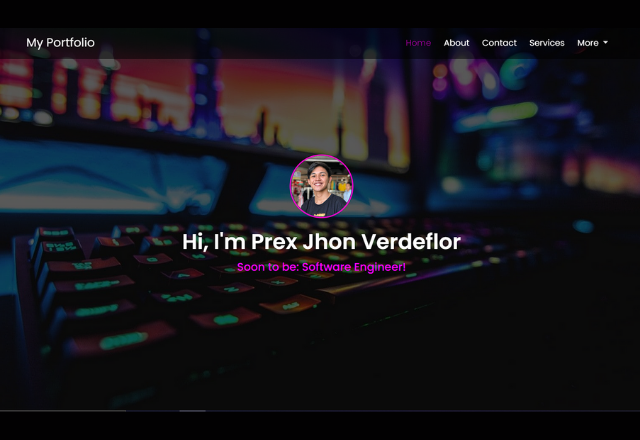 My Portfolio
Home About Contact Services More
Hi, I'm Prex Jhon Verdeflor
Soon to be: Software Engineer!